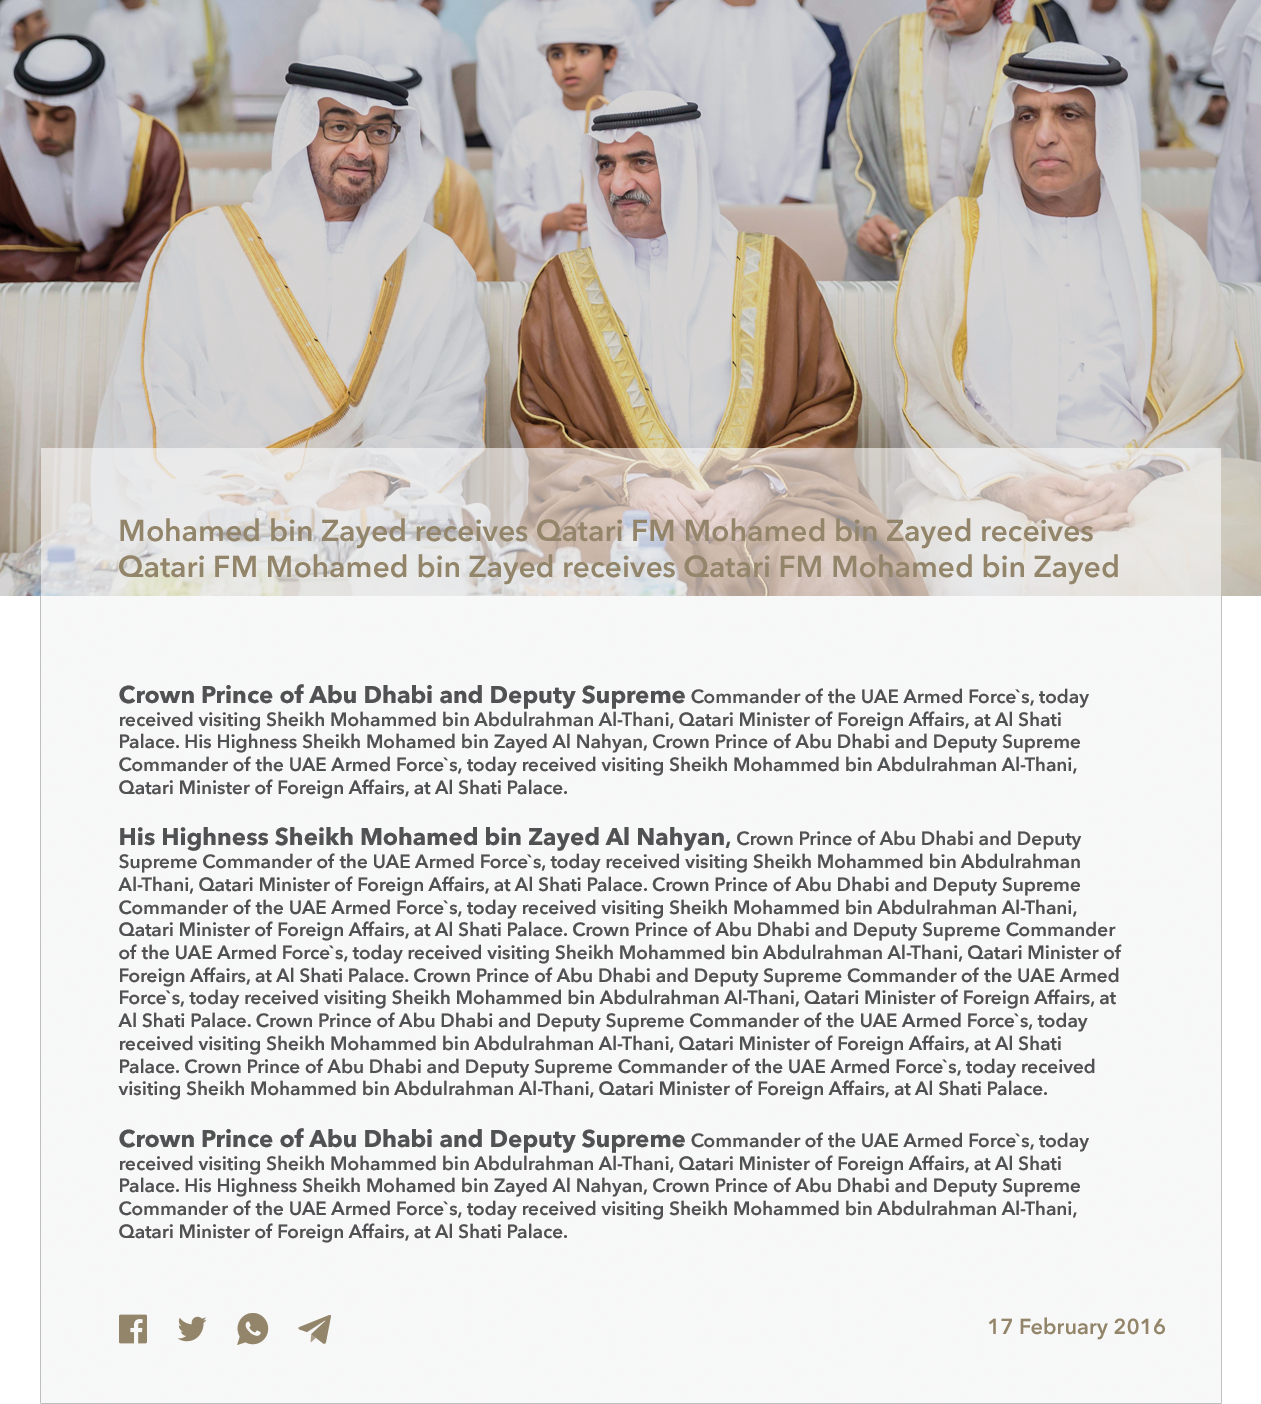 Mohamed bin Zayed receives Qatari FM Mohamed bin Zayed receives
Qatari FM Mohamed bin Zayed receives Qatari FM Mohamed bin Zayed
Crown Prince of Abu Dhabi and Deputy Supreme Commander of the UAE Armed Force`s, today
received visiting Sheikh Mohammed bin Abdulrahman Al-Thani, Qatari Minister of Foreign Affairs, at Al Shati
Palace. His Highness Sheikh Mohamed bin Zayed Al Nahyan, Crown Prince of Abu Dhabi and Deputy Supreme
Commander of the UAE Armed Force`s, today received visiting Sheikh Mohammed bin Abdulrahman Al-Thani,
Qatari Minister of Foreign Affairs, at Al Shati Palace.
His Highness Sheikh Mohamed bin Zayed Al Nahyan, Crown Prince of Abu Dhabi and Deputy
Supreme Commander of the UAE Armed Force`s, today received visiting Sheikh Mohammed bin Abdulrahman
Al-Thani, Qatari Minister of Foreign Affairs, at Al Shati Palace. Crown Prince of Abu Dhabi and Deputy Supreme
Commander of the UAE Armed Force`s, today received visiting Sheikh Mohammed bin Abdulrahman Al-Thani,
Qatari Minister of Foreign Affairs, at Al Shati Palace. Crown Prince of Abu Dhabi and Deputy Supreme Commander
of the UAE Armed Force`s, today received visiting Sheikh Mohammed bin Abdulrahman Al-Thani, Qatari Minister of
Foreign Affairs, at Al Shati Palace. Crown Prince of Abu Dhabi and Deputy Supreme Commander of the UAE Armed
Force`s, today received visiting Sheikh Mohammed bin Abdulrahman Al-Thani, Qatari Minister of Foreign Affairs, at
Al Shati Palace. Crown Prince of Abu Dhabi and Deputy Supreme Commander of the UAE Armed Force`s, today
received visiting Sheikh Mohammed bin Abdulrahman Al-Thani, Qatari Minister of Foreign Affairs, at Al Shati
Palace. Crown Prince of Abu Dhabi and Deputy Supreme Commander of the UAE Armed Force`s, today received
visiting Sheikh Mohammed bin Abdulrahman Al-Thani, Qatari Minister of Foreign Affairs, at Al Shati Palace.
Crown Prince of Abu Dhabi and Deputy Supreme Commander of the UAE Armed Force`s, today
received visiting Sheikh Mohammed bin Abdulrahman Al-Thani, Qatari Minister of Foreign Affairs, at Al Shati
Palace. His Highness Sheikh Mohamed bin Zayed Al Nahyan, Crown Prince of Abu Dhabi and Deputy Supreme
Commander of the UAE Armed Force`s, today received visiting Sheikh Mohammed bin Abdulrahman Al-Thani,
Qatari Minister of Foreign Affairs, at Al Shati Palace.
17 February 2016